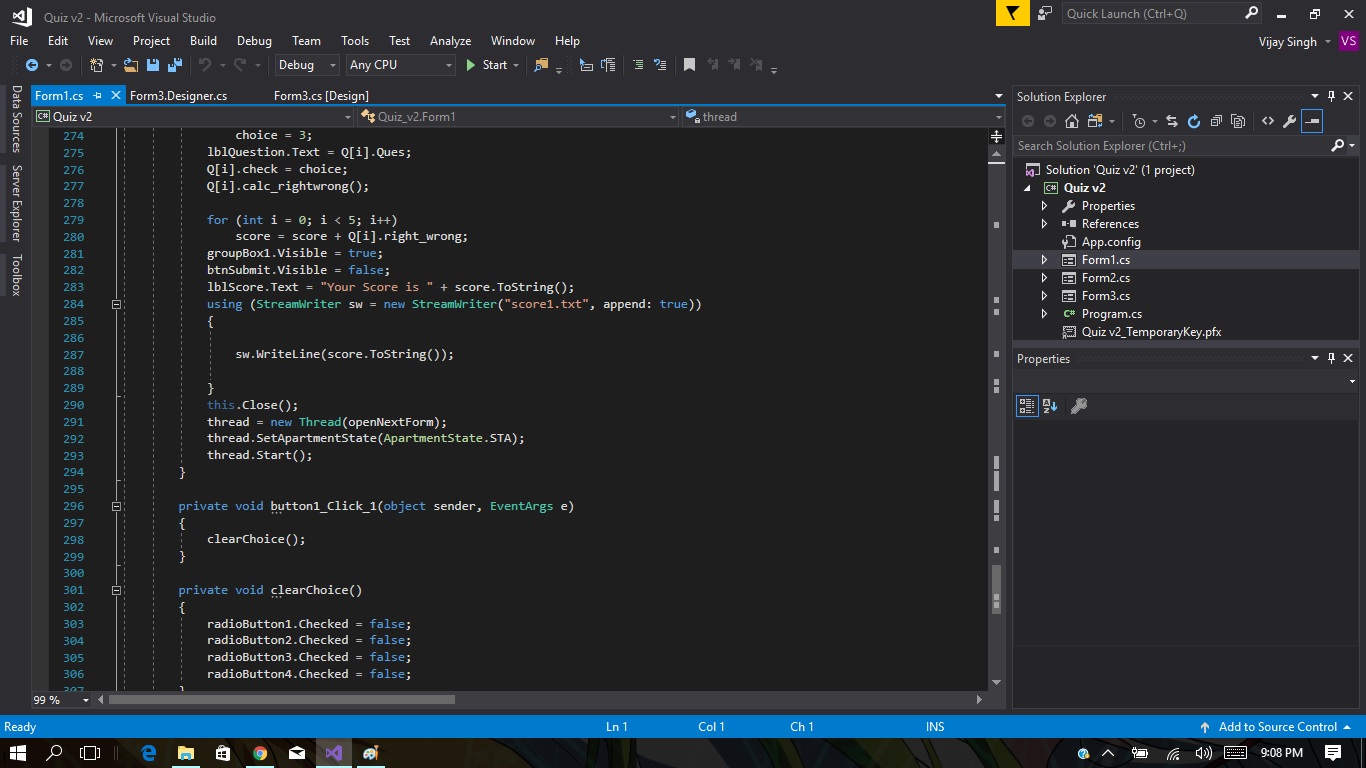 Quiz v2 - Microsoft Visual Studio
Quick Launch (Ctrl+Q)
File Edit View Project Build Debug Team Tools Test Analyze Window Help
Vijay Singh VS
Debug Any CPU Start
Form1.cs Form3.Designer.cs Form3.cs [Design]
C# Quiz v2 Quiz_v2.Form1 thread
Data Sources
Server Explorer
Toolbox
274 choice = 3;
275 lblQuestion.Text = Q[i].Ques;
276 Q[i].check = choice;
277 Q[i].calc_rightwrong();
278
279 for (int i = 0; i < 5; i++)
280 score = score + Q[i].right_wrong;
281 groupBox1.Visible = true;
282 btnSubmit.Visible = false;
283 lblScore.Text = "Your Score is " + score.ToString();
284 using (StreamWriter sw = new StreamWriter("score1.txt", append: true))
285 {
286
287 sw.WriteLine(score.ToString());
288
289 }
290 this.Close();
291 thread = new Thread(openNextForm);
292 thread.SetApartmentState(ApartmentState.STA);
293 thread.Start();
294 }
295
296 private void button1_Click_1(object sender, EventArgs e)
297 {
298 clearChoice();
299 }
300
301 private void clearChoice()
302 {
303 radioButton1.Checked = false;
304 radioButton2.Checked = false;
305 radioButton3.Checked = false;
306 radioButton4.Checked = false;
307 }
99 %
Solution Explorer
Search Solution Explorer (Ctrl+;)
Solution 'Quiz v2' (1 project)
C# Quiz v2
Properties
References
App.config
Form1.cs
Form2.cs
Form3.cs
C# Program.cs
Quiz v2_TemporaryKey.pfx
Properties
Ready Ln 1 Col 1 Ch 1 INS Add to Source Control
9:08 PM